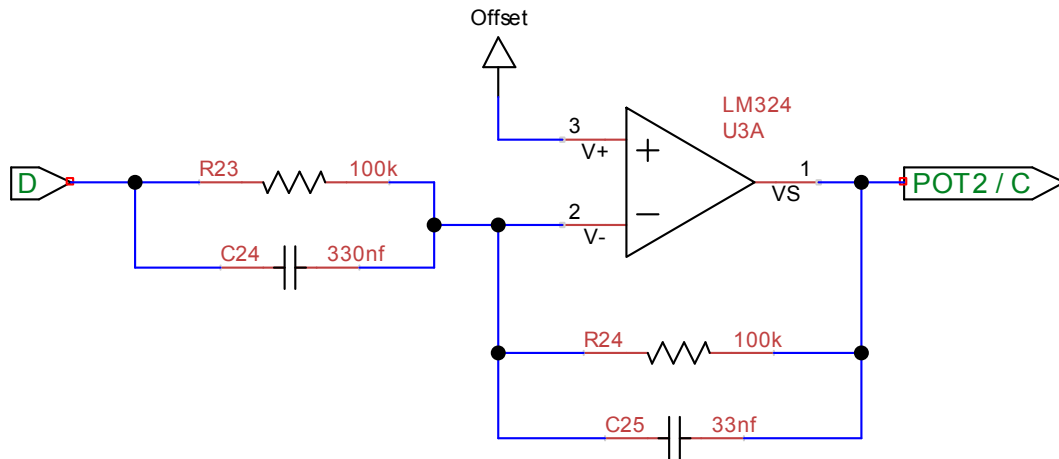 Offset
LM324
U3A
3
V+
1
VS
2
V-
D
R23 100k
C24 330nf
POT2 / C
R24 100k
C25 33nf